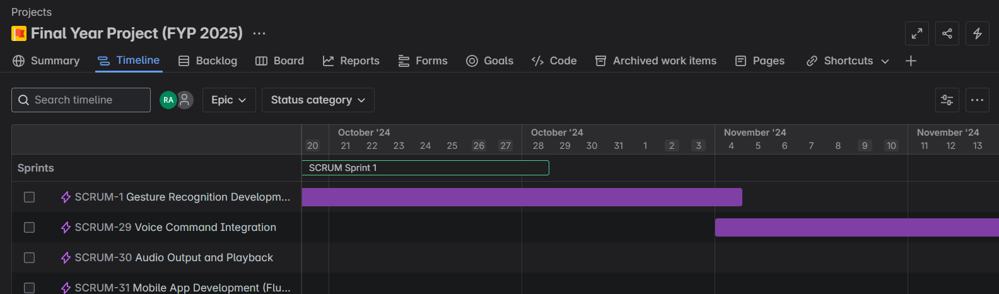 Projects
Final Year Project (FYP 2025)
Summary Timeline Backlog Board Reports Forms Goals Code Archived work items Pages Shortcuts
Search timeline RA Epic Status category
October '24 October '24 November '24 November '24
20 21 22 23 24 25 26 27 28 29 30 31 1 2 3 4 5 6 7 8 9 10 11 12 13
Sprints SCRUM Sprint 1
SCRUM-1 Gesture Recognition Developm...
SCRUM-29 Voice Command Integration
SCRUM-30 Audio Output and Playback
SCRUM-31 Mobile App Development (Flu...